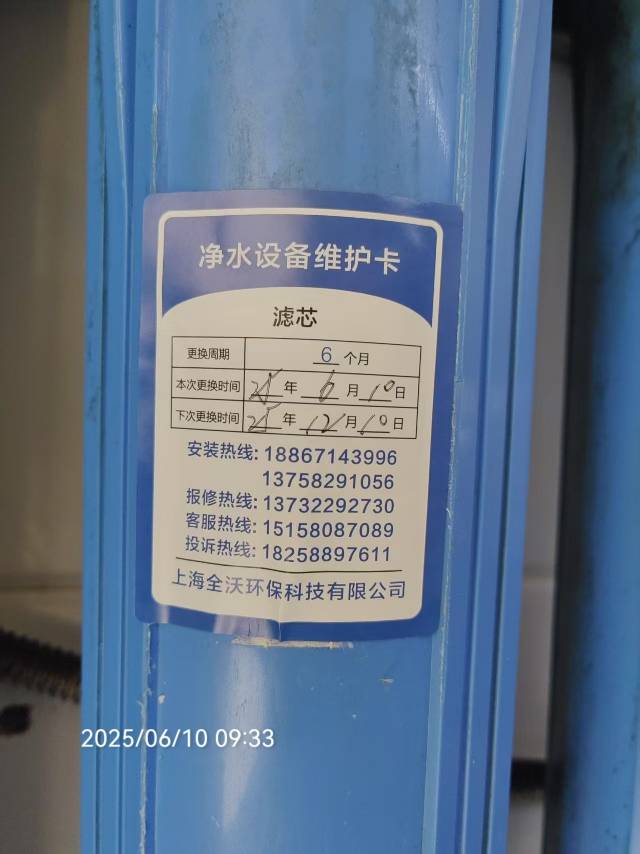 净水设备维护卡
滤芯
更换周期 6 个月
本次更换时间 25 年 6 月 10 日
下次更换时间 25 年 12 月 10 日
安装热线: 18867143996
13758291056
报修热线: 13732292730
客服热线: 15158087089
投诉热线: 18258897611
上海全沃环保科技有限公司
2025/06/10 09:33